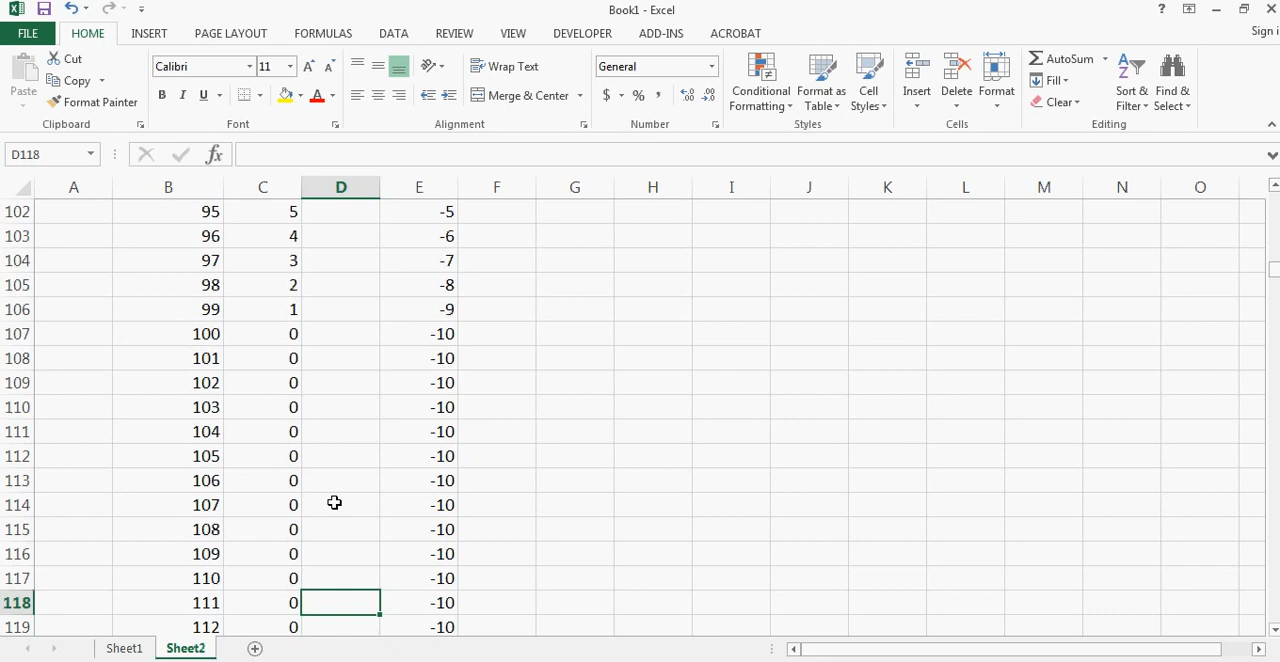 Book1 - Excel
?
FILE HOME INSERT PAGE LAYOUT FORMULAS DATA REVIEW VIEW DEVELOPER ADD-INS ACROBAT Sign i
Paste
Cut
Copy
Format Painter
Clipboard
Calibri 11
B I U
Font
Wrap Text
Merge & Center
Alignment
General
$ % ,
Number
Conditional Formatting
Format as Table
Cell Styles
Styles
Insert
Delete
Format
Cells
AutoSum
Fill
Clear
Sort & Filter
Find & Select
Editing
D118
fx
A B C D E F G H I J K L M N O
102 95 5 -5
103 96 4 -6
104 97 3 -7
105 98 2 -8
106 99 1 -9
107 100 0 -10
108 101 0 -10
109 102 0 -10
110 103 0 -10
111 104 0 -10
112 105 0 -10
113 106 0 -10
114 107 0 -10
115 108 0 -10
116 109 0 -10
117 110 0 -10
118 111 0 -10
119 112 0 -10
Sheet1 Sheet2